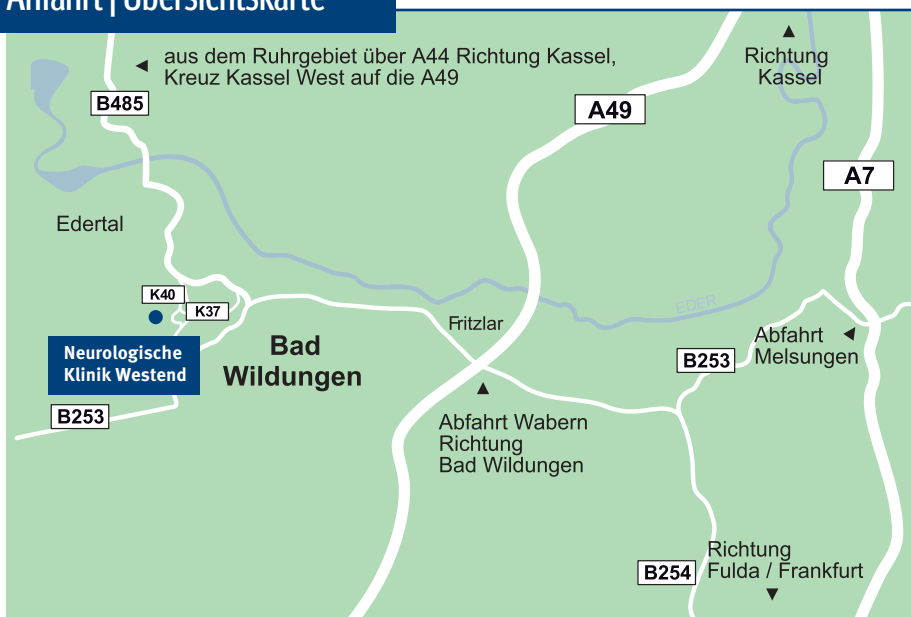 Anfahrt | Übersichtskarte
aus dem Ruhrgebiet über A44 Richtung Kassel,
Kreuz Kassel West auf die A49
Richtung
Kassel
B485
A49
A7
Edertal
K40
K37
EDER
Fritzlar
Neurologische
Klinik Westend
Bad
Wildungen
Abfahrt
Melsungen
B253
B253
Abfahrt Wabern
Richtung
Bad Wildungen
B254
Richtung
Fulda / Frankfurt